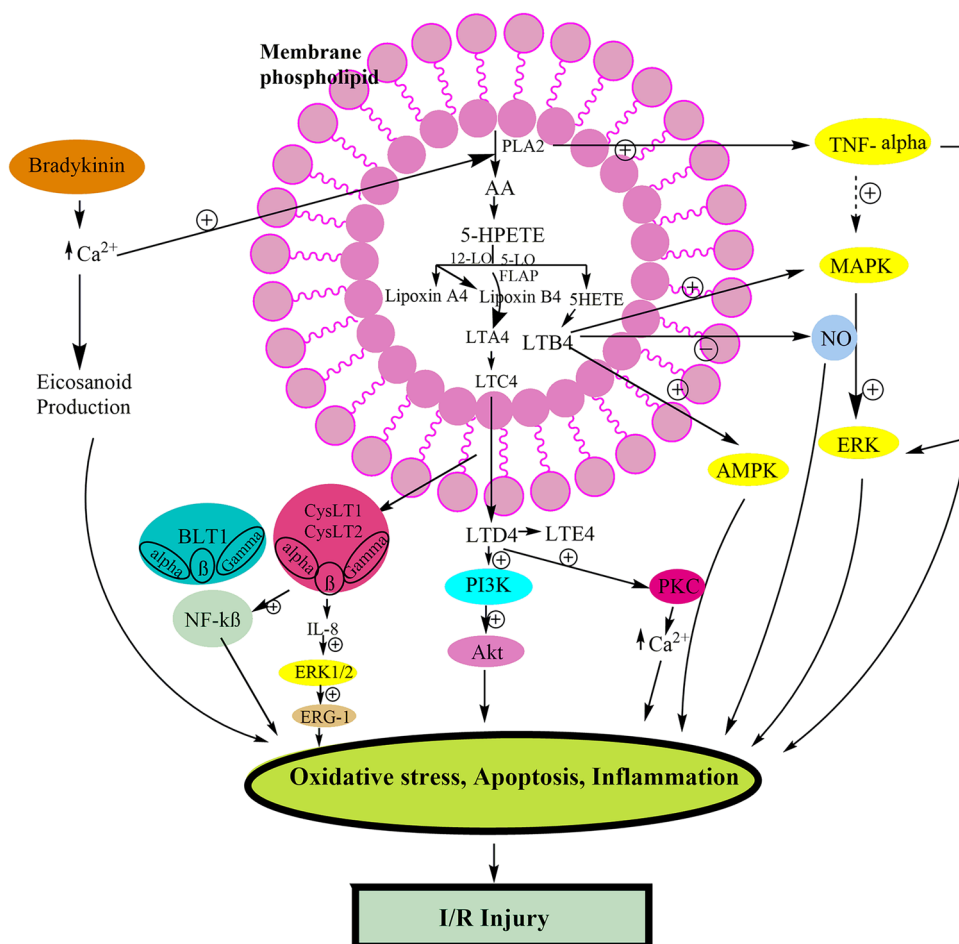 Membrane
phospholipid
Bradykinin
PLA2
+
TNF- alpha
AA
+
+
Ca2+
5-HPETE
12-LO 5-LO
FLAP
MAPK
Lipoxin A4
Lipoxin B4
5HETE
+
LTA4
LTB4
−
NO
LTC4
+
+
Eicosanoid
Production
ERK
AMPK
CysLT1
CysLT2
BLT1
alpha
ß
Gamma
alpha
ß
Gamma
LTD4
LTE4
+
+
PI3K
PKC
NF-kß
+
IL-8
+
+
Ca2+
Akt
ERK1/2
+
ERG-1
Oxidative stress, Apoptosis, Inflammation
I/R Injury